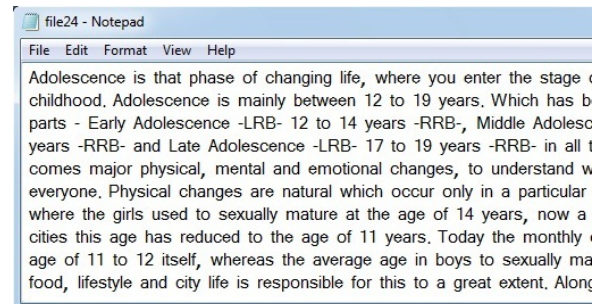 file24 - Notepad
File Edit Format View Help
Adolescence is that phase of changing life, where you enter the stage
childhood. Adolescence is mainly between 12 to 19 years. Which has
parts - Early Adolescence -LRB- 12 to 14 years -RRB-, Middle
years -RRB- and Late Adolescence -LRB- 17 to 19 years -RRB- in all
comes major physical, mental and emotional changes, to understand
everyone. Physical changes are natural which occur only in a particular
where the girls used to sexually mature at the age of 14 years, now a
cities this age has reduced to the age of 11 years. Today the monthly
age of 11 to 12 itself, whereas the average age in boys to sexually
food, lifestyle and city life is responsible for this to a great extent.